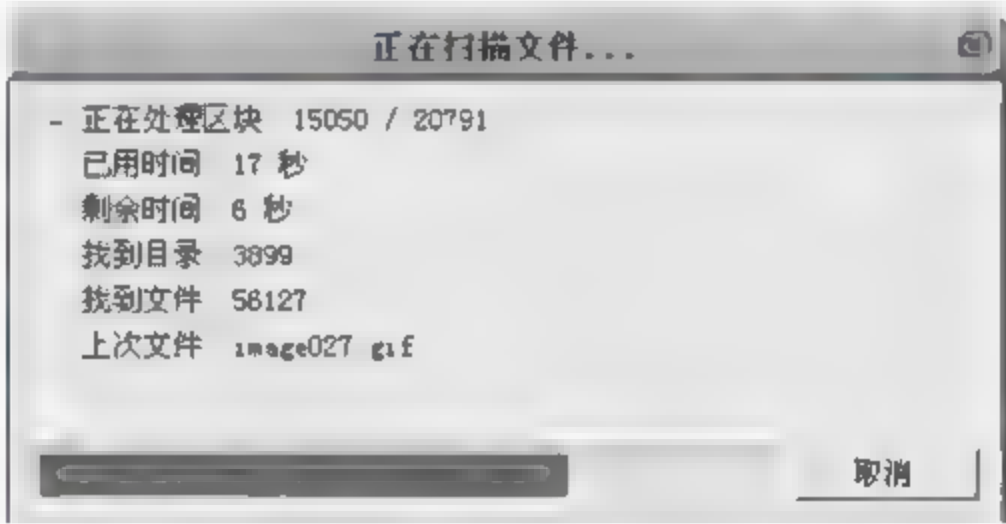 正在扫描文件...
- 正在处理区块 15050 / 20791
已用时间 17 秒
剩余时间 6 秒
找到目录 3899
找到文件 56127
上次文件 image027 gif
取消